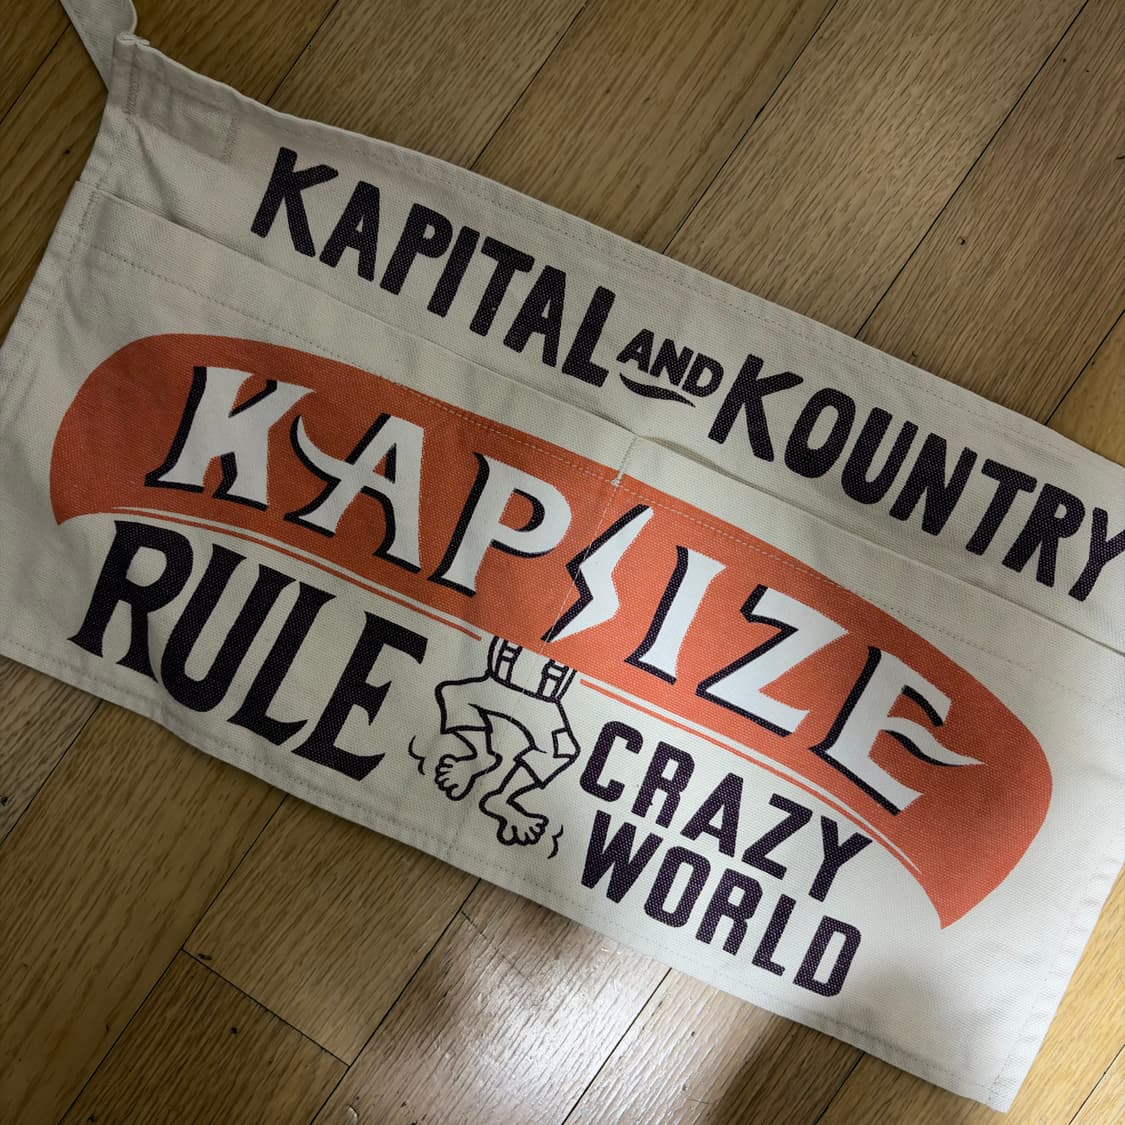 KAPITAL AND KOUNTRY
KAPSIZE
RULE
CRAZY
WORLD